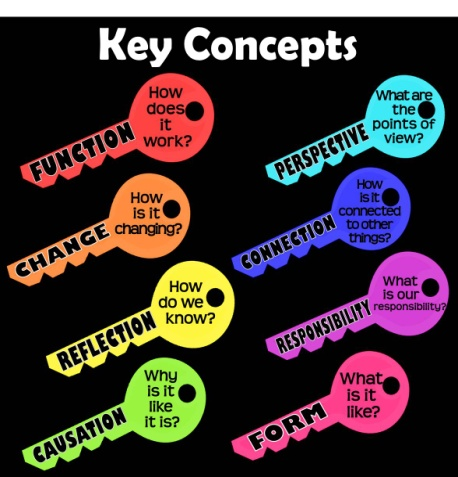 Key Concepts
How
does
it
work?
FUNCTION
What are
the
points of
view?
PERSPECTIVE
How
is it
changing?
CHANGE
How
is it
connected
to other
things?
CONNECTION
How
do we
know?
REFLECTION
What
is our
responsibility?
RESPONSIBILITY
Why
is it
like
it is?
CAUSATION
What
is it
like?
FORM